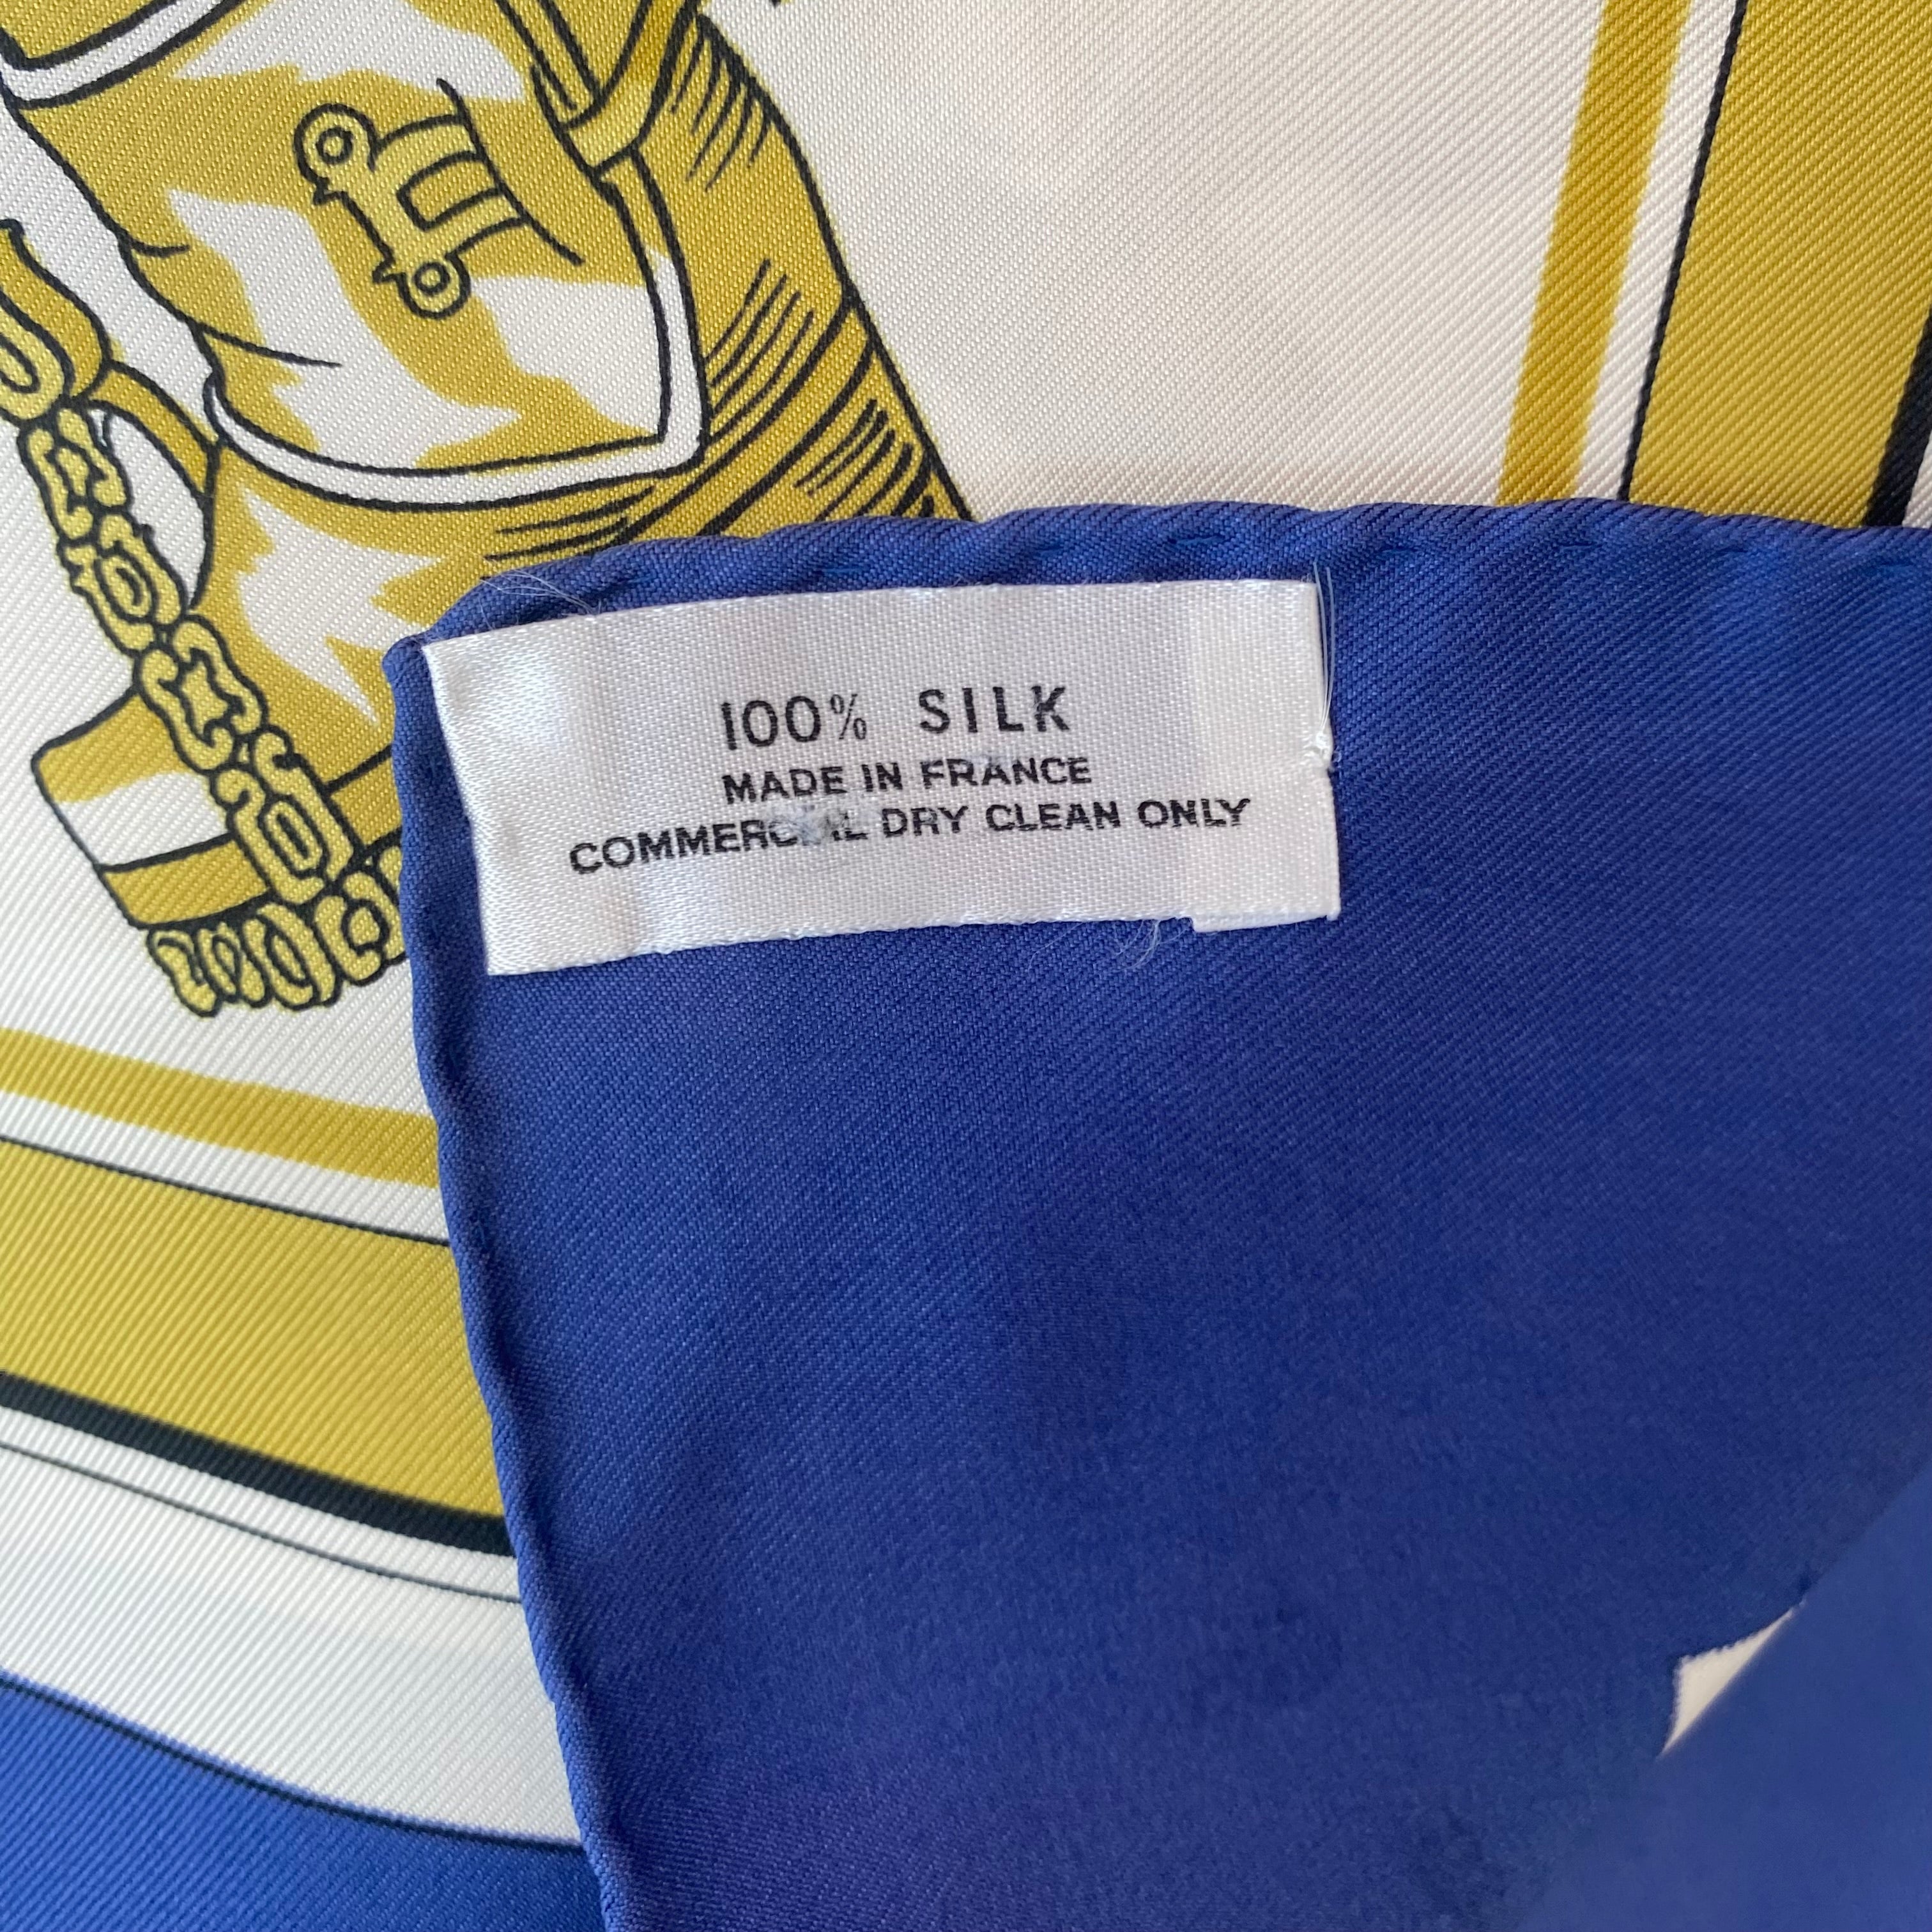 100% SILK
MADE IN FRANCE
COMMERCIAL DRY CLEAN ONLY